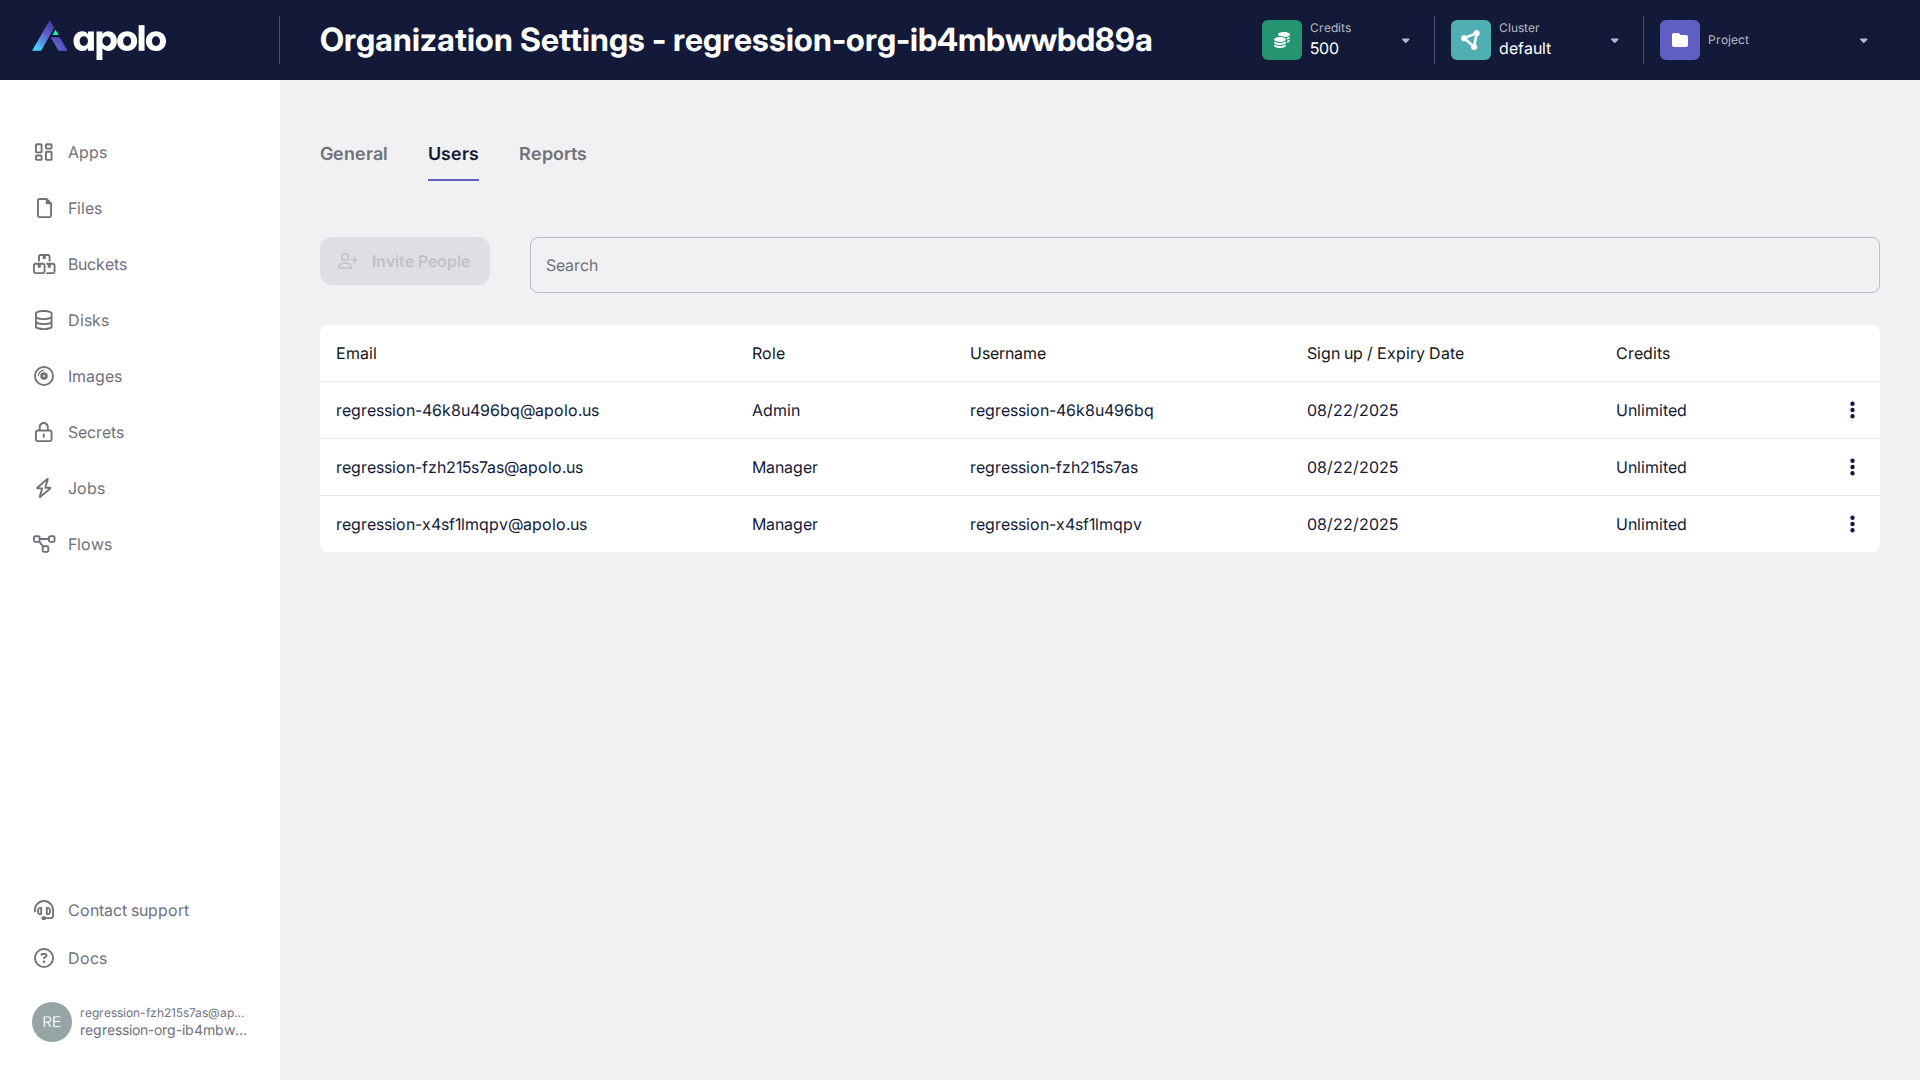 apolo
Organization Settings - regression-org-ib4mbwwbd89a
Credits
500
Cluster
default
Project
Apps
Files
Buckets
Disks
Images
Secrets
Jobs
Flows
General Users Reports
Invite People
Search
Email Role Username Sign up / Expiry Date Credits
regression-46k8u496bq@apolo.us Admin regression-46k8u496bq 08/22/2025 Unlimited
regression-fzh215s7as@apolo.us Manager regression-fzh215s7as 08/22/2025 Unlimited
regression-x4sf1lmqpv@apolo.us Manager regression-x4sf1lmqpv 08/22/2025 Unlimited
Contact support
Docs
RE
regression-fzh215s7as@ap...
regression-org-ib4mbw...